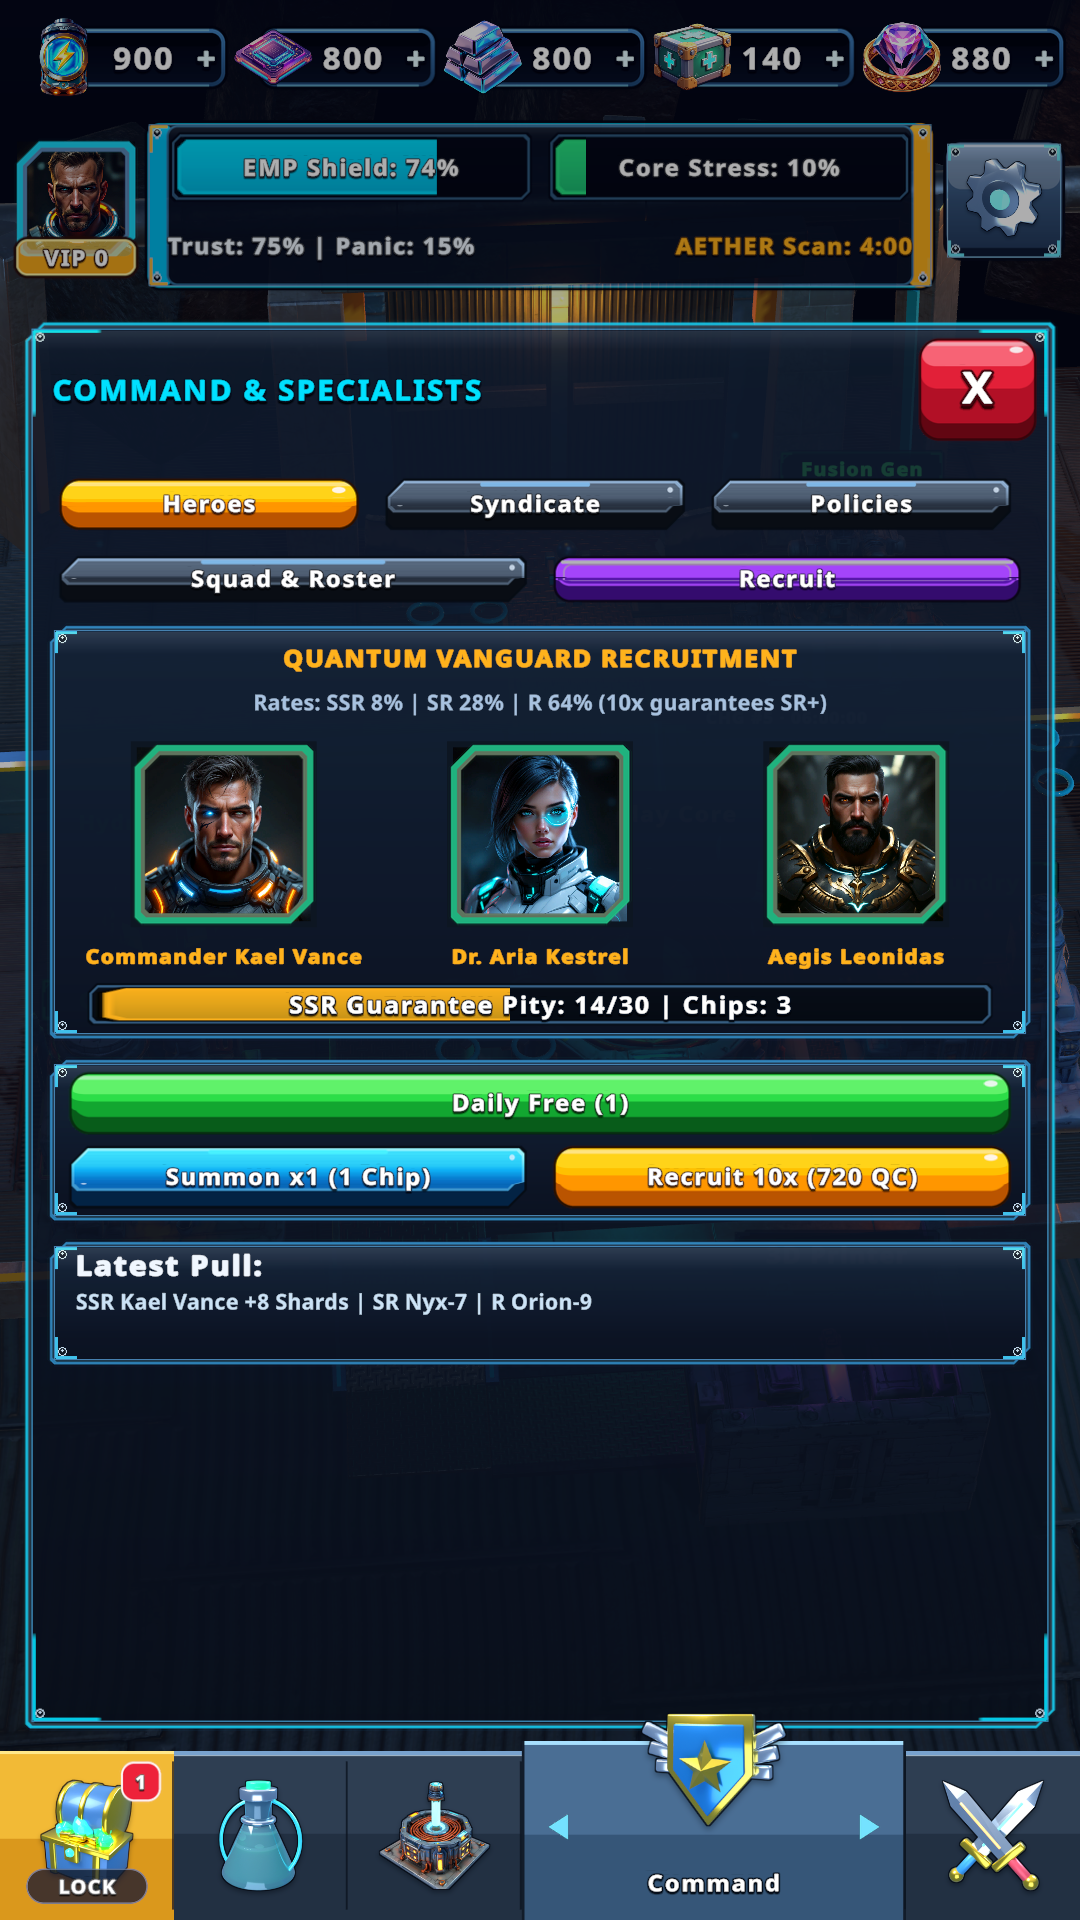 900 +
800 +
800 +
140 +
880 +
EMP Shield: 74%
Core Stress: 10%
VIP 0
Trust: 75% | Panic: 15%
AETHER Scan: 4:00
COMMAND & SPECIALISTS
X
Fusion Gen
Heroes
Syndicate
Policies
Squad & Roster
Recruit
QUANTUM VANGUARD RECRUITMENT
Rates: SSR 8% | SR 28% | R 64% (10x guarantees SR+)
Commander Kael Vance
Dr. Aria Kestrel
Aegis Leonidas
SSR Guarantee Pity: 14/30 | Chips: 3
Daily Free (1)
Summon x1 (1 Chip)
Recruit 10x (720 QC)
Latest Pull:
SSR Kael Vance +8 Shards | SR Nyx-7 | R Orion-9
1
LOCK
Command